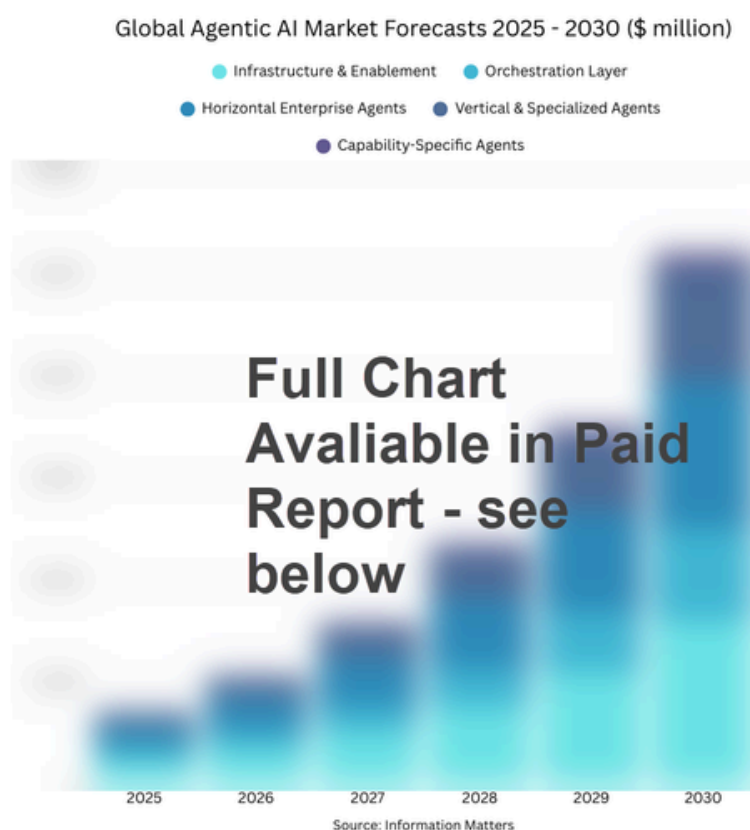 Global Agentic AI Market Forecasts 2025 - 2030 ($ million)
Infrastructure & Enablement
Orchestration Layer
Horizontal Enterprise Agents
Vertical & Specialized Agents
Capability-Specific Agents
Full Chart
Avaliable in Paid
Report - see
below
2025 2026 2027 2028 2029 2030
Source: Information Matters